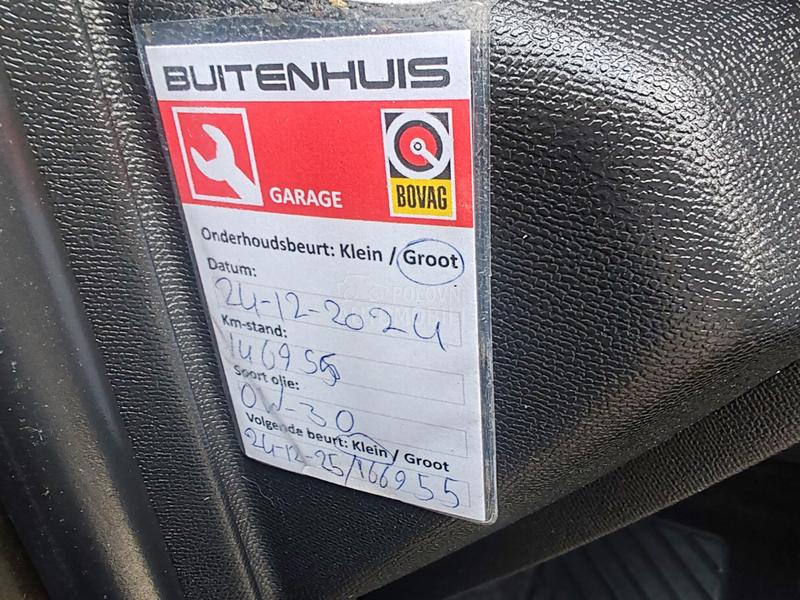 BUITENHUIS
GARAGE
BOVAG
Onderhoudsbeurt: Klein / Groot
Datum:
24-12-2024
Km-stand:
146955
Soort olie:
0W-30
Volgende beurt: Klein / Groot
24-12-25/166955